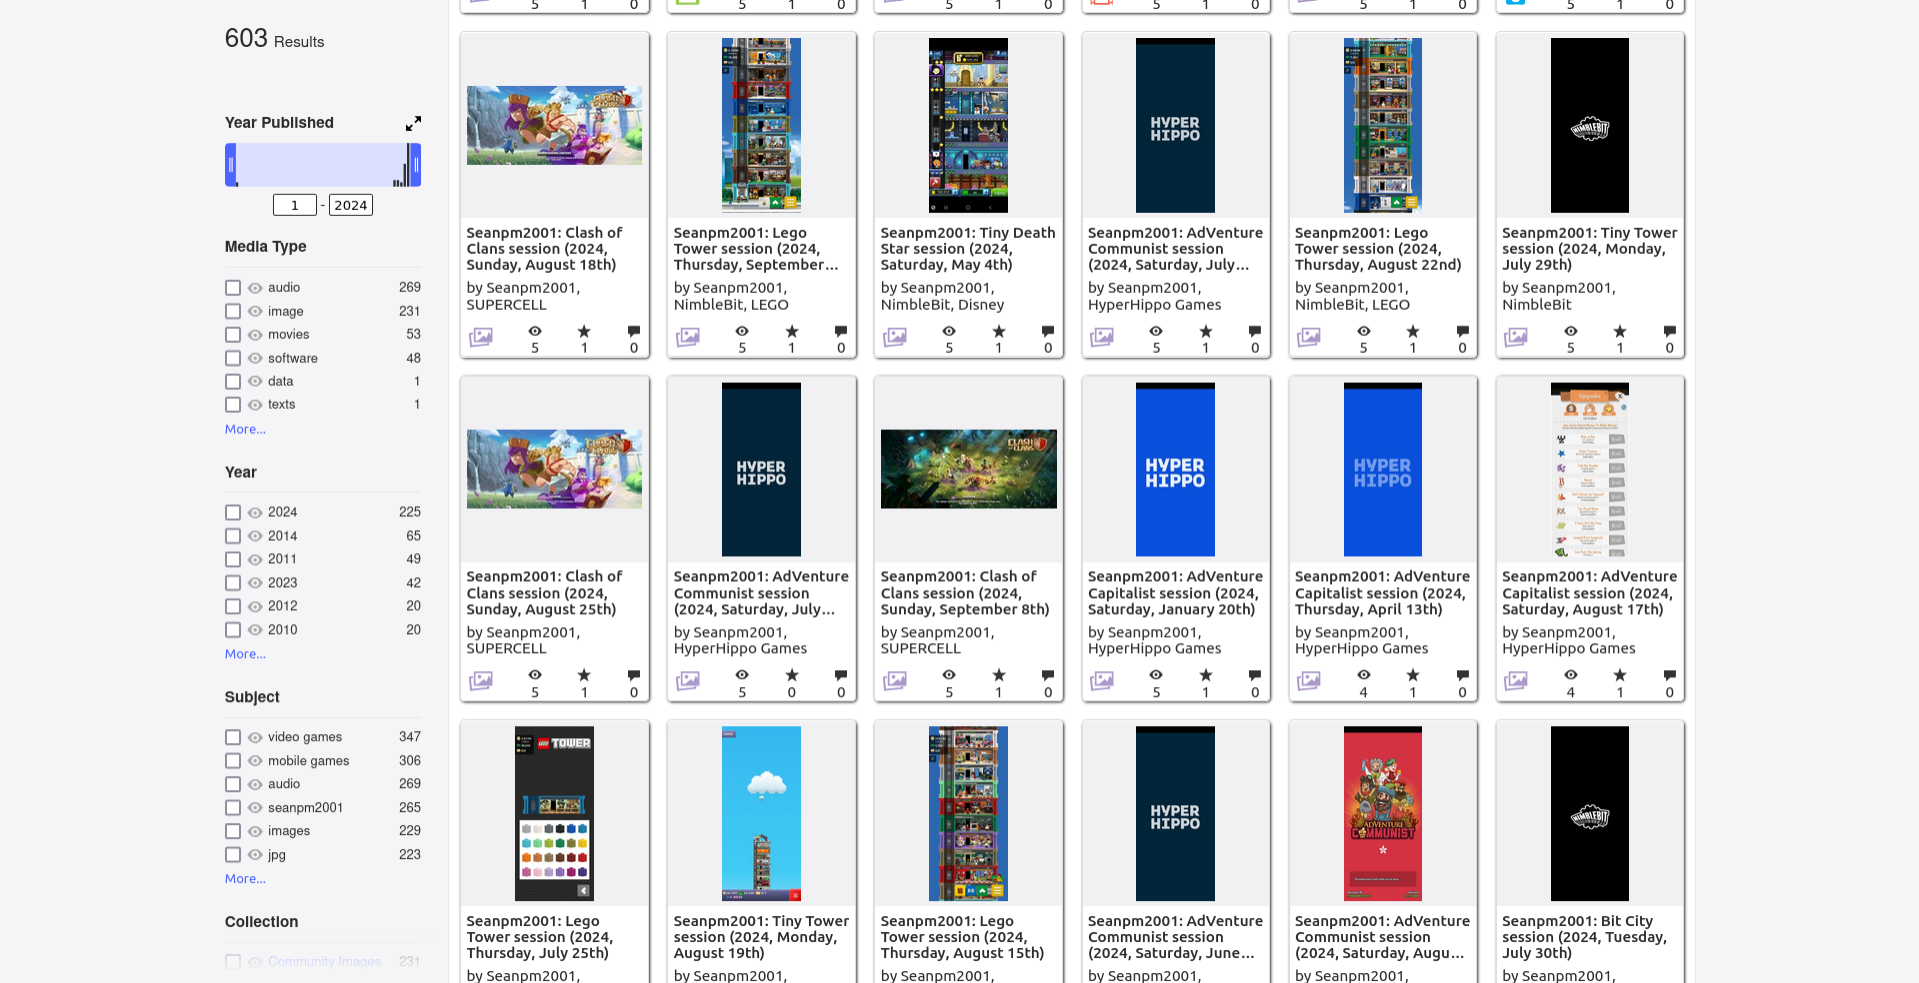 5 1 0
5 1 0
5 1 0
5 1 0
5 1 0
5 1 0
603 Results
Year Published
1 - 2024
Media Type
audio 269
image 231
movies 53
software 48
data 1
texts 1
More...
Year
2024 225
2014 65
2011 49
2023 42
2012 20
2010 20
More...
Subject
video games 347
mobile games 306
audio 269
seanpm2001 265
images 229
jpg 223
More...
Collection
Community Images 231
Seanpm2001: Clash of
Clans session (2024,
Sunday, August 18th)
by Seanpm2001,
SUPERCELL
5 1 0
Seanpm2001: Lego
Tower session (2024,
Thursday, September...
by Seanpm2001,
NimbleBit, LEGO
5 1 0
Seanpm2001: Tiny Death
Star session (2024,
Saturday, May 4th)
by Seanpm2001,
NimbleBit, Disney
5 1 0
HYPER
HIPPO
Seanpm2001: AdVenture
Communist session
(2024, Saturday, July...
by Seanpm2001,
HyperHippo Games
5 1 0
Seanpm2001: Lego
Tower session (2024,
Thursday, August 22nd)
by Seanpm2001,
NimbleBit, LEGO
5 1 0
NIMBLEBIT
Seanpm2001: Tiny Tower
session (2024, Monday,
July 29th)
by Seanpm2001,
NimbleBit
5 1 0
Seanpm2001: Clash of
Clans session (2024,
Sunday, August 25th)
by Seanpm2001,
SUPERCELL
5 1 0
HYPER
HIPPO
Seanpm2001: AdVenture
Communist session
(2024, Saturday, July...
by Seanpm2001,
HyperHippo Games
5 0 0
CLASH
Seanpm2001: Clash of
Clans session (2024,
Sunday, September 8th)
by Seanpm2001,
SUPERCELL
5 1 0
HYPER
HIPPO
Seanpm2001: AdVenture
Capitalist session (2024,
Saturday, January 20th)
by Seanpm2001,
HyperHippo Games
5 1 0
HYPER
HIPPO
Seanpm2001: AdVenture
Capitalist session (2024,
Thursday, April 13th)
by Seanpm2001,
HyperHippo Games
4 1 0
Upgrades
Seanpm2001: AdVenture
Capitalist session (2024,
Saturday, August 17th)
by Seanpm2001,
HyperHippo Games
4 1 0
LEGO TOWER
Seanpm2001: Lego
Tower session (2024,
Thursday, July 25th)
by Seanpm2001,
Seanpm2001: Tiny Tower
session (2024, Monday,
August 19th)
by Seanpm2001,
Seanpm2001: Lego
Tower session (2024,
Thursday, August 15th)
by Seanpm2001,
HYPER
HIPPO
Seanpm2001: AdVenture
Communist session
(2024, Saturday, June...
by Seanpm2001,
ADVENTURE
COMMUNIST
Seanpm2001: AdVenture
Communist session
(2024, Saturday, Augu...
by Seanpm2001,
NIMBLEBIT
Seanpm2001: Bit City
session (2024, Tuesday,
July 30th)
by Seanpm2001,